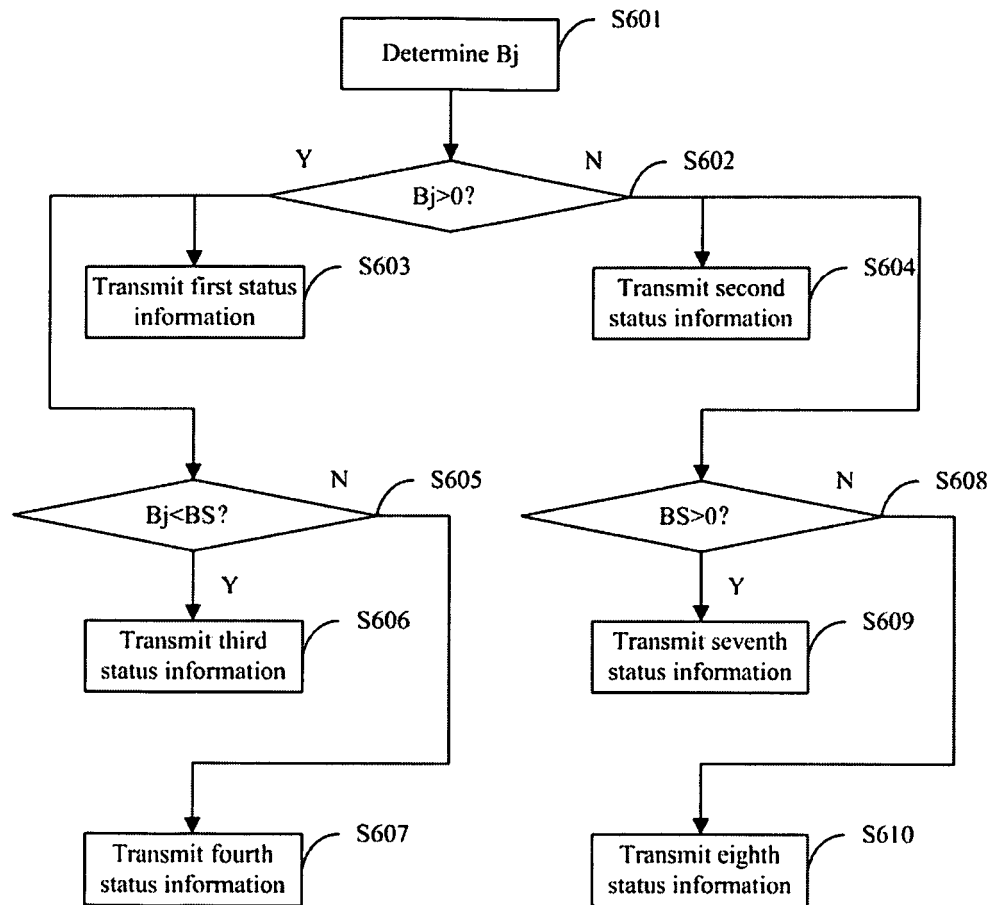 S601
Determine Bj
Y
N
S602
Bj>0?
S603
Transmit first status
information
S604
Transmit second
status information
N
S605
Bj<BS?
Y
N
S608
BS>0?
Y
S606
Transmit third
status information
S609
Transmit seventh
status information
S607
Transmit fourth
status information
S610
Transmit eighth
status information